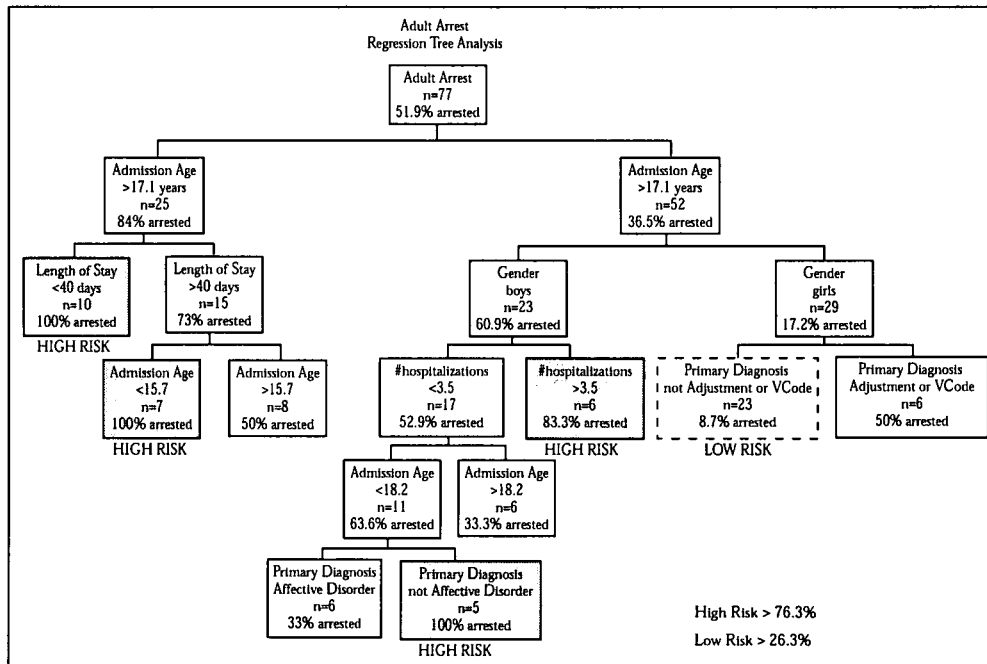 Adult Arrest
Regression Tree Analysis
Adult Arrest
n=77
51.9% arrested
Admission Age
>17.1 years
n=25
84% arrested
Admission Age
>17.1 years
n=52
36.5% arrested
Length of Stay
<40 days
n=10
100% arrested
HIGH RISK
Length of Stay
>40 days
n=15
73% arrested
Gender
boys
n=23
60.9% arrested
Gender
girls
n=29
17.2% arrested
Admission Age
<15.7
n=7
100% arrested
HIGH RISK
Admission Age
>15.7
n=8
50% arrested
#hospitalizations
<3.5
n=17
52.9% arrested
#hospitalizations
>3.5
n=6
83.3% arrested
HIGH RISK
Primary Diagnosis
not Adjustment or VCode
n=23
8.7% arrested
LOW RISK
Primary Diagnosis
Adjustment or VCode
n=6
50% arrested
Admission Age
<18.2
n=11
63.6% arrested
Admission Age
>18.2
n=6
33.3% arrested
Primary Diagnosis
Affective Disorder
n=6
33% arrested
Primary Diagnosis
not Affective Disorder
n=5
100% arrested
HIGH RISK
High Risk > 76.3%
Low Risk > 26.3%